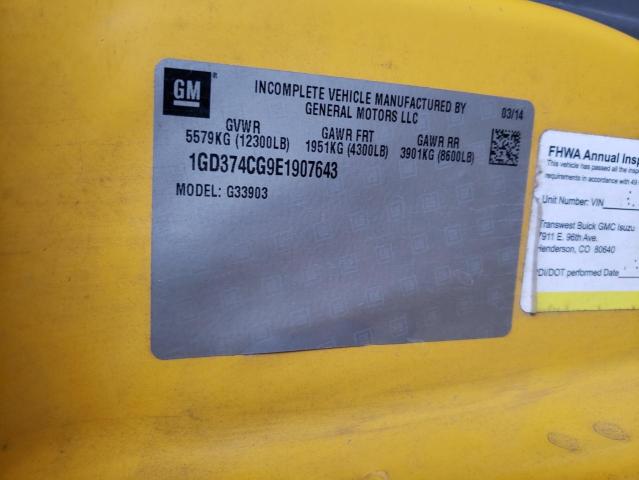 GM
INCOMPLETE VEHICLE MANUFACTURED BY
GENERAL MOTORS LLC
03/14
GVWR GAWR FRT GAWR RR
5579KG (12300LB) 1951KG (4300LB) 3901KG (8600LB)
1GD374CG9E1907643
MODEL: G33903
FHWA Annual Insp
This vehicle has passed all the insp
requirements in accordance with 49
Unit Number: VIN
Transwest Buick GMC Isuzu
7911 E. 96th Ave.
Henderson, CO 80640
PDI/DOT performed Date